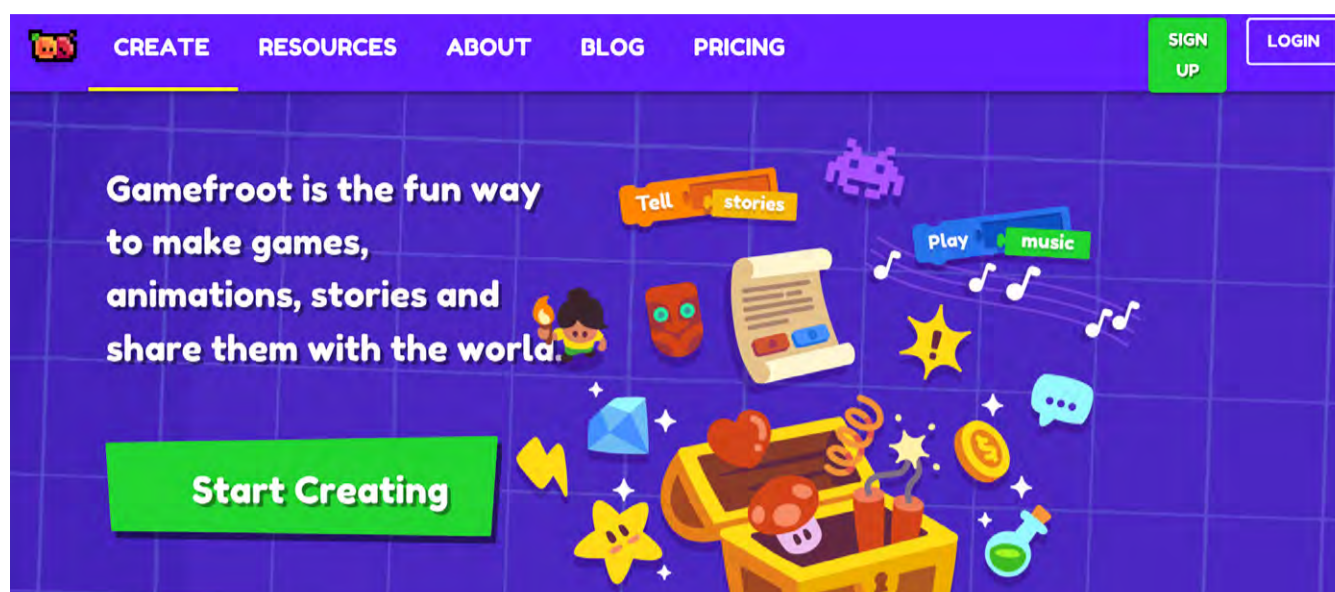 CREATE RESOURCES ABOUT BLOG PRICING
SIGN
UP
LOGIN
Gamefroot is the fun way
to make games,
animations, stories and
share them with the world.
Tell stories
Play music
Start Creating